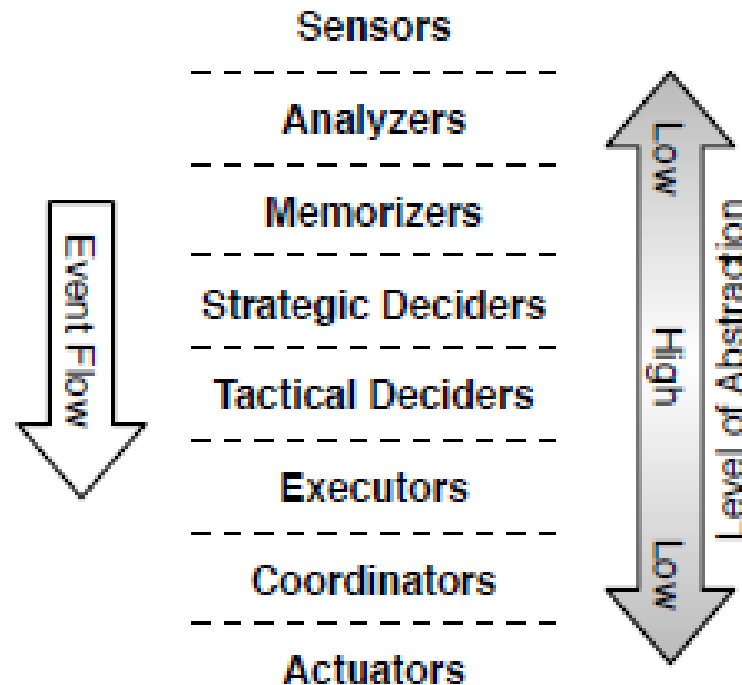 Sensors
Analyzers
Memorizers
Strategic Deciders
Tactical Deciders
Executors
Coordinators
Actuators
Event Flow
Low
High
Low
Level of Abstraction